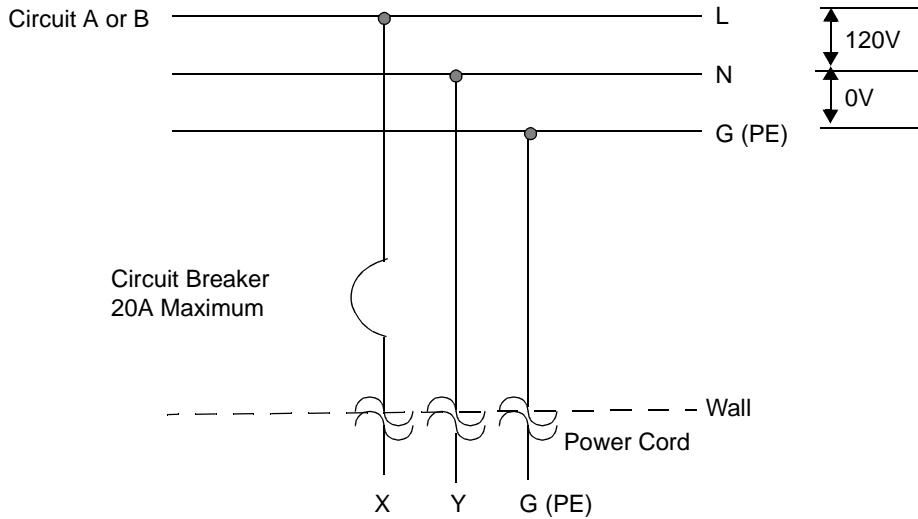 Circuit A or B
L
120V
N
0V
G (PE)
Circuit Breaker
20A Maximum
Wall
Power Cord
X
Y
G (PE)